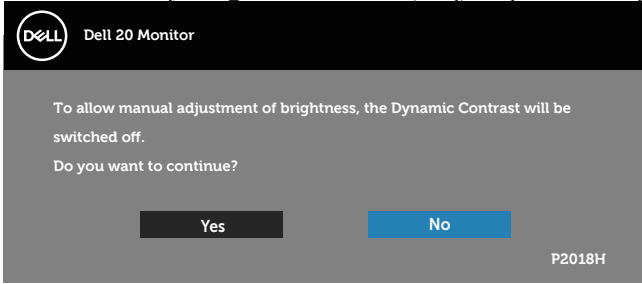 DELL
Dell 20 Monitor
To allow manual adjustment of brightness, the Dynamic Contrast will be
switched off.
Do you want to continue?
Yes No
P2018H